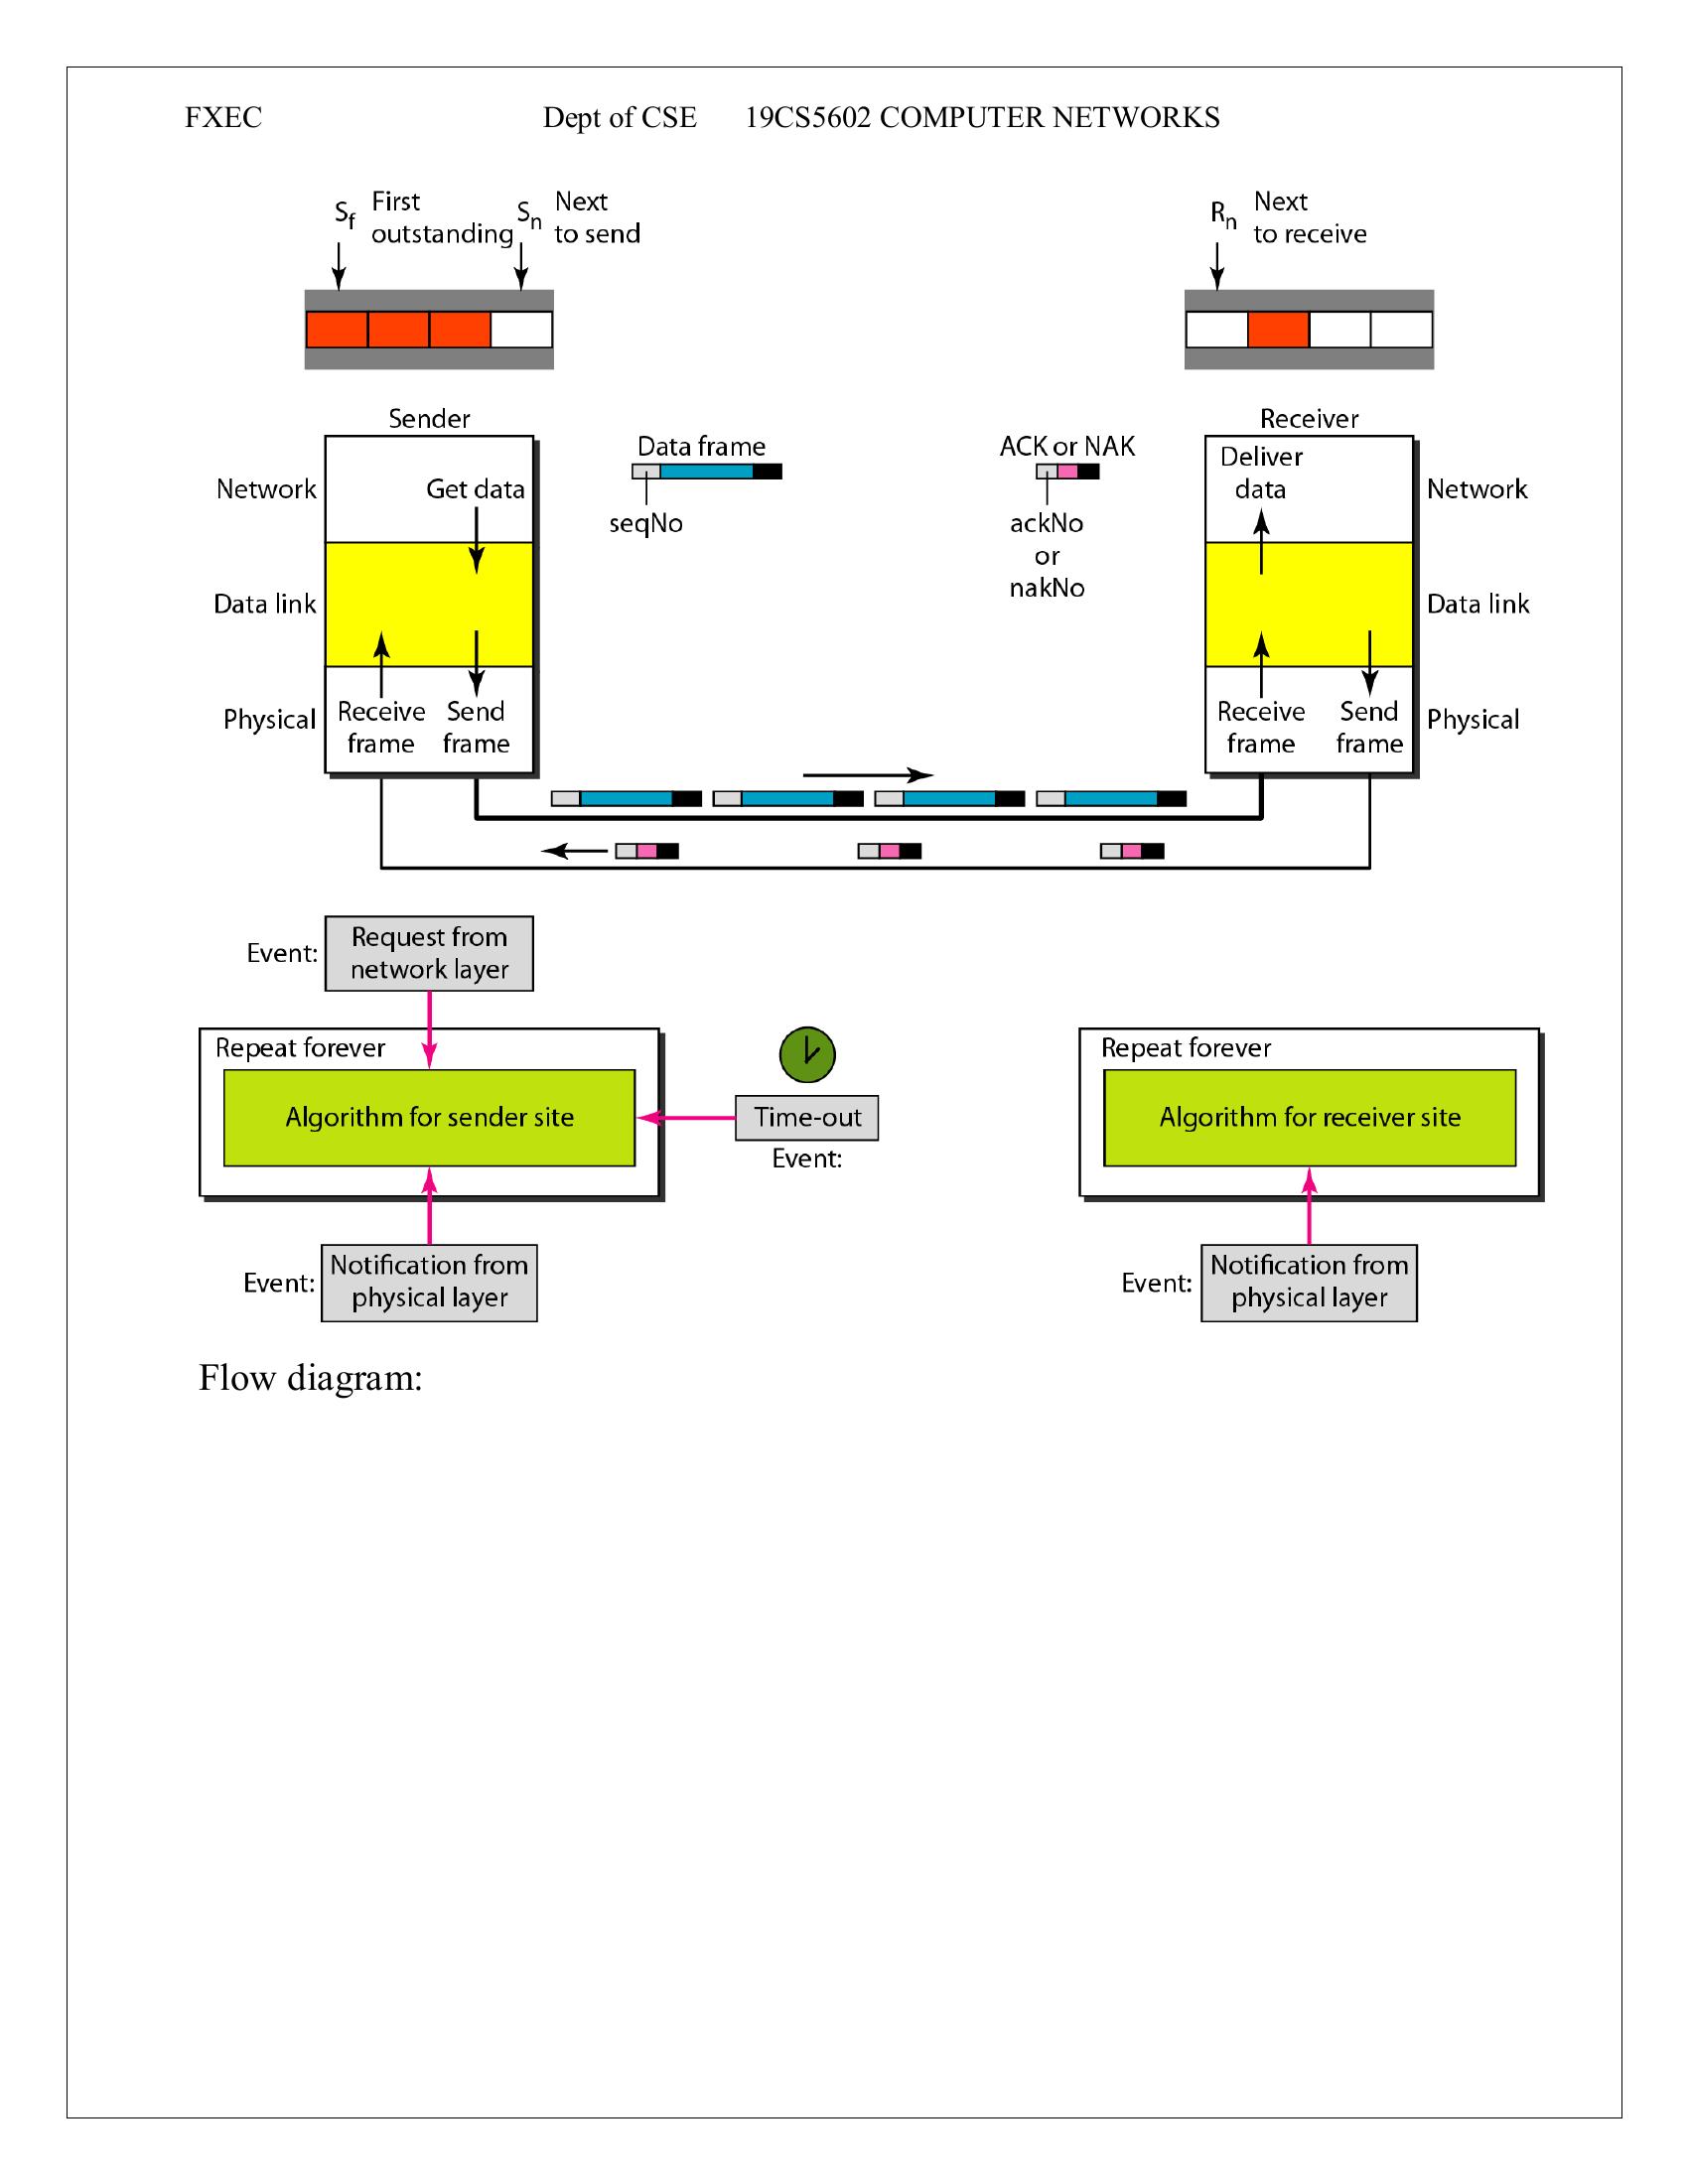 FXEC Dept of CSE 19CS5602 COMPUTER NETWORKS
Sf First outstanding
Sn Next to send
Rn Next to receive
Sender
Receiver
Data frame
seqNo
ACK or NAK
ackNo
or
nakNo
Network
Get data
Deliver
data
Network
Data link
Data link
Physical
Receive
frame
Send
frame
Receive
frame
Send
frame
Physical
Event:
Request from
network layer
Repeat forever
Algorithm for sender site
Time-out
Event:
Repeat forever
Algorithm for receiver site
Event:
Notification from
physical layer
Event:
Notification from
physical layer
Flow diagram: